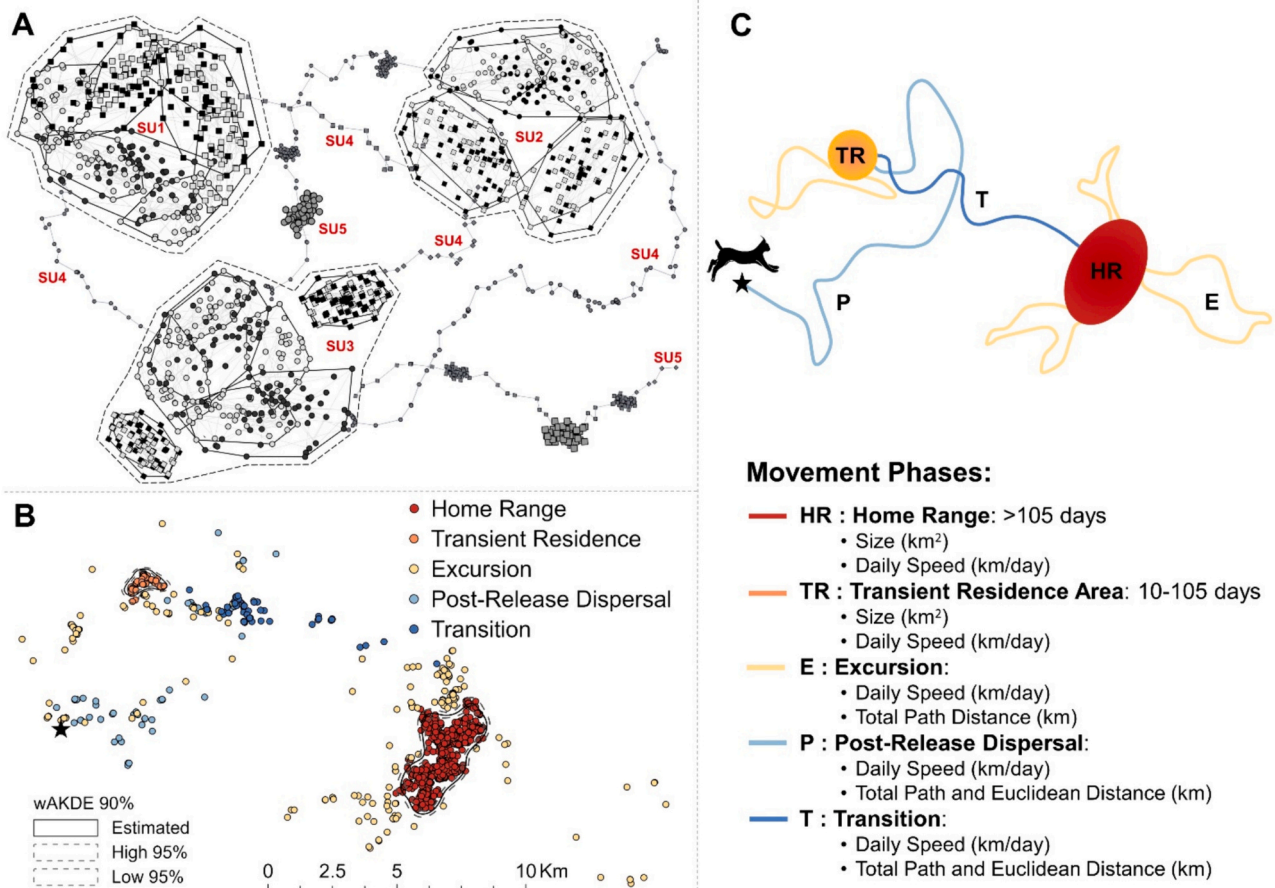 A
SU1
SU4
SU2
SU5
SU4
SU4
SU4
SU3
SU5
B
Home Range
Transient Residence
Excursion
Post-Release Dispersal
Transition
wAKDE 90%
Estimated
High 95%
Low 95%
0 5 10 Km
C
TR
T
HR
P
E
Movement Phases:
HR : Home Range: >105 days
• Size (km²)
• Daily Speed (km/day)
TR : Transient Residence Area: 10-105 days
• Size (km²)
• Daily Speed (km/day)
E : Excursion:
• Daily Speed (km/day)
• Total Path Distance (km)
P : Post-Release Dispersal:
• Daily Speed (km/day)
• Total Path and Euclidean Distance (km)
T : Transition:
• Daily Speed (km/day)
• Total Path and Euclidean Distance (km)